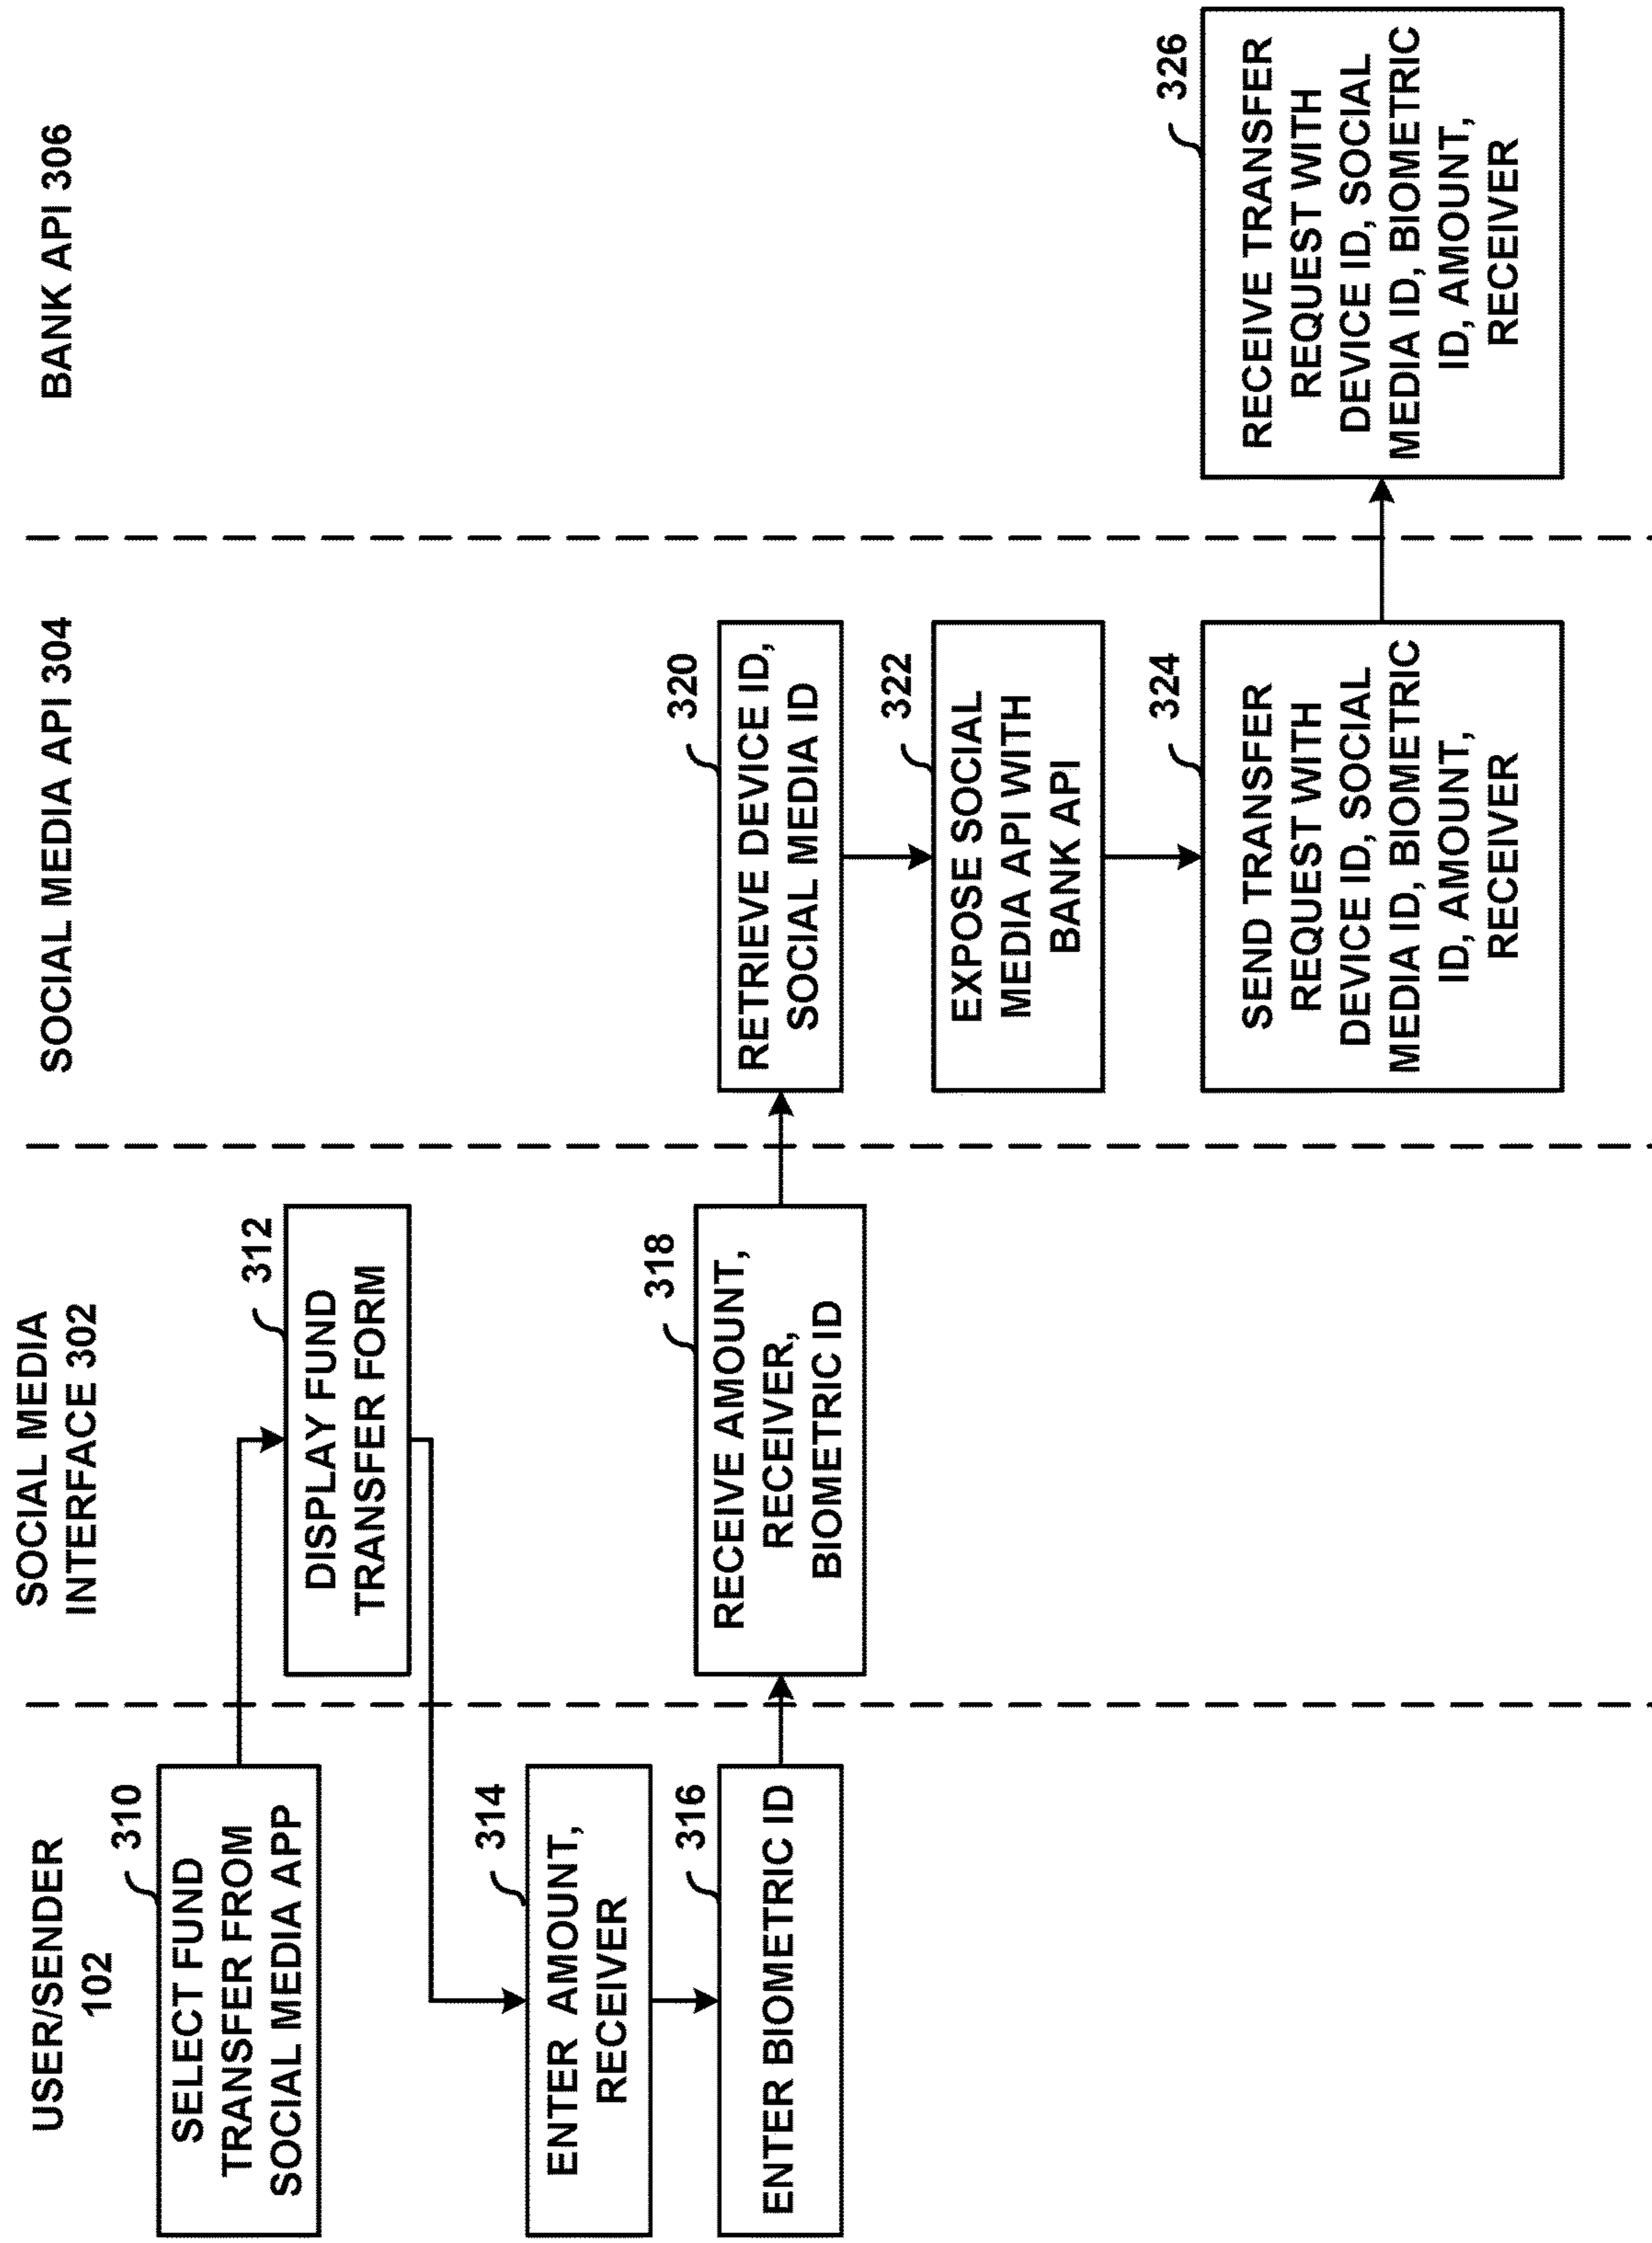 USER/SENDER
102
SOCIAL MEDIA
INTERFACE 302
SOCIAL MEDIA API 304
BANK API 306
310
SELECT FUND
TRANSFER FROM
SOCIAL MEDIA APP
312
DISPLAY FUND
TRANSFER FORM
314
ENTER AMOUNT,
RECEIVER
316
ENTER BIOMETRIC ID
318
RECEIVE AMOUNT,
RECEIVER,
BIOMETRIC ID
320
RETRIEVE DEVICE ID,
SOCIAL MEDIA ID
322
EXPOSE SOCIAL
MEDIA API WITH
BANK API
324
SEND TRANSFER
REQUEST WITH
DEVICE ID, SOCIAL
MEDIA ID, BIOMETRIC
ID, AMOUNT,
RECEIVER
326
RECEIVE TRANSFER
REQUEST WITH
DEVICE ID, SOCIAL
MEDIA ID, BIOMETRIC
ID, AMOUNT,
RECEIVER